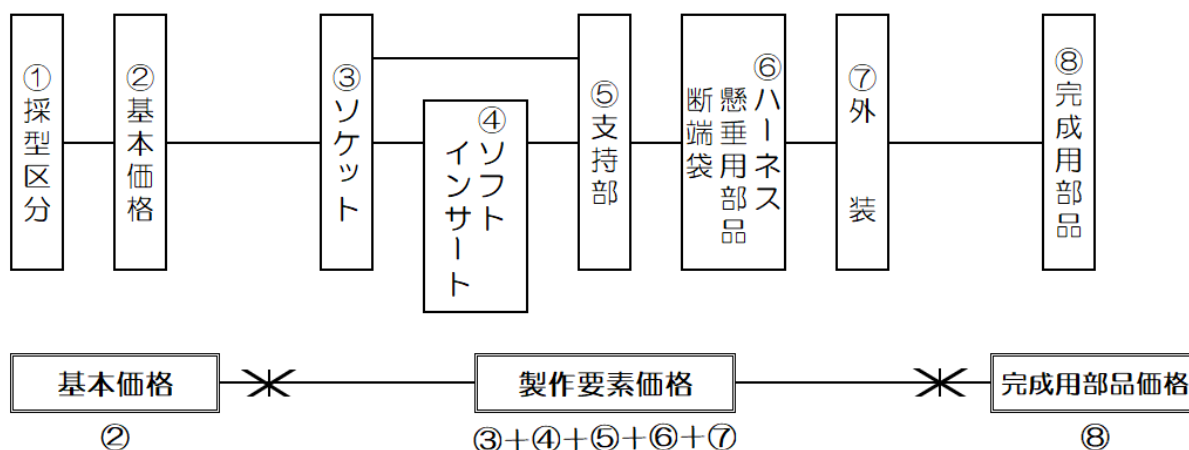 ①採型区分
②基本価格
③ソケット
④ソフト
インサート
⑤支持部
⑥ハーネス
懸垂用部品
断端袋
⑦外装
⑧完成用部品
基本価格
製作要素価格
完成用部品価格
②
③+④+⑤+⑥+⑦
⑧